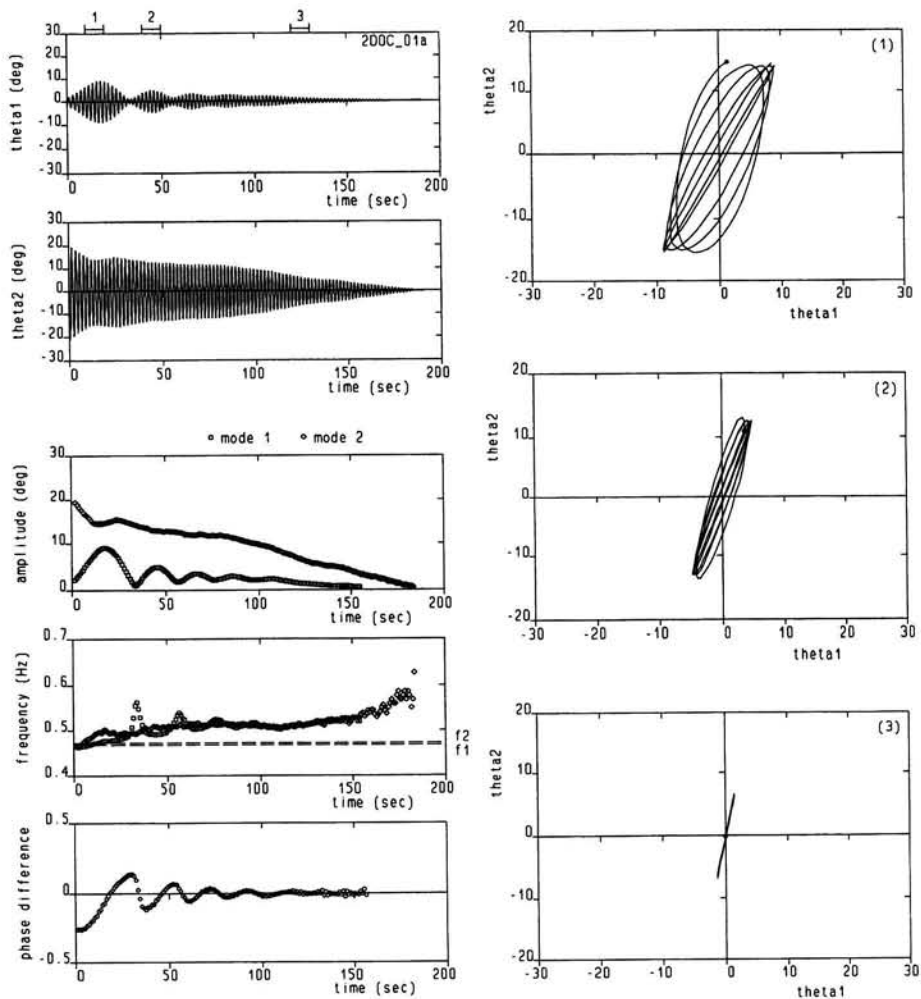 1 2 3
30
20
10
0
-10
-20
-30
theta1 (deg)
2DOC_01a
0 50 100 150 200
time (sec)
30
20
10
0
-10
-20
-30
theta2 (deg)
0 50 100 150 200
time (sec)
mode 1 mode 2
30
20
10
0
amplitude (deg)
0 50 100 150 200
time (sec)
0.7
0.6
0.5
0.4
frequency (Hz)
f2
f1
0 50 100 150 200
time (sec)
0.5
0
-0.5
phase difference
0 50 100 150 200
time (sec)
20
10
0
-10
-20
theta2
(1)
-30 -20 -10 0 10 20 30
theta1
20
10
0
-10
-20
theta2
(2)
-30 -20 -10 0 10 20 30
theta1
20
10
0
-10
-20
theta2
(3)
-30 -20 -10 0 10 20 30
theta1